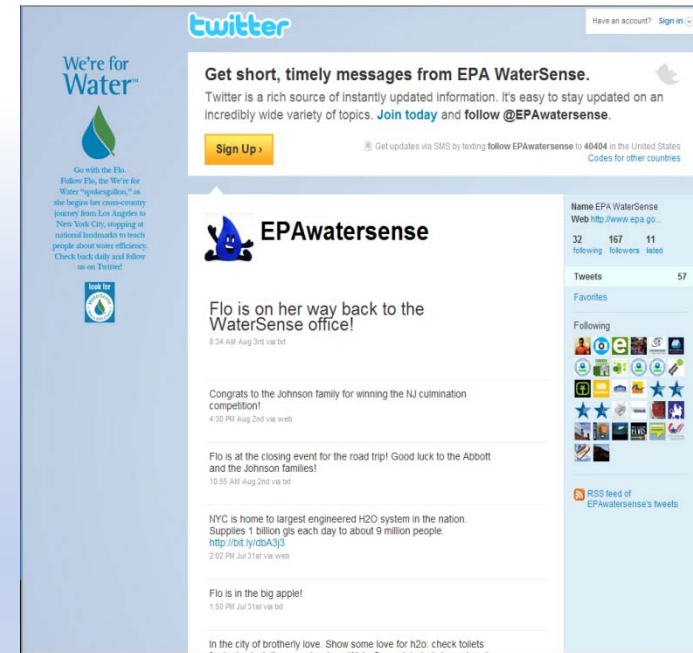 twitter
Have an account? Sign in
We're for
Water™
Go with the Flo.
Follow Flo, the We're for
Water "spokesgallon," as
she begins her cross-country
journey from Los Angeles to
New York City, stopping at
national landmarks to teach
people about water efficiency.
Check back daily and follow
us on Twitter!
look for
WaterSense
Get short, timely messages from EPA WaterSense.
Twitter is a rich source of instantly updated information. It's easy to stay updated on an
incredibly wide variety of topics. Join today and follow @EPAwatersense.
Sign Up ›
Get updates via SMS by texting follow EPAwatersense to 40404 in the United States
Codes for other countries
EPAwatersense
Flo is on her way back to the
WaterSense office!
8:34 AM Aug 3rd via txt
Congrats to the Johnson family for winning the NJ culmination
competition!
4:30 PM Aug 2nd via web
Flo is at the closing event for the road trip! Good luck to the Abbott
and the Johnson families!
10:55 AM Aug 2nd via txt
NYC is home to largest engineered H2O system in the nation.
Supplies 1 billion gls each day to about 9 million people.
http://bit.ly/dbA3j3
2:02 PM Jul 31st via web
Flo is in the big apple!
1:50 PM Jul 31st via txt
In the city of brotherly love. Show some love for h2o: check toilets
Name EPA WaterSense
Web http://www.epa.go...
32 167 11
following followers listed
Tweets 57
Favorites
Following
ELVIS
RSS feed of
EPAwatersense's tweets